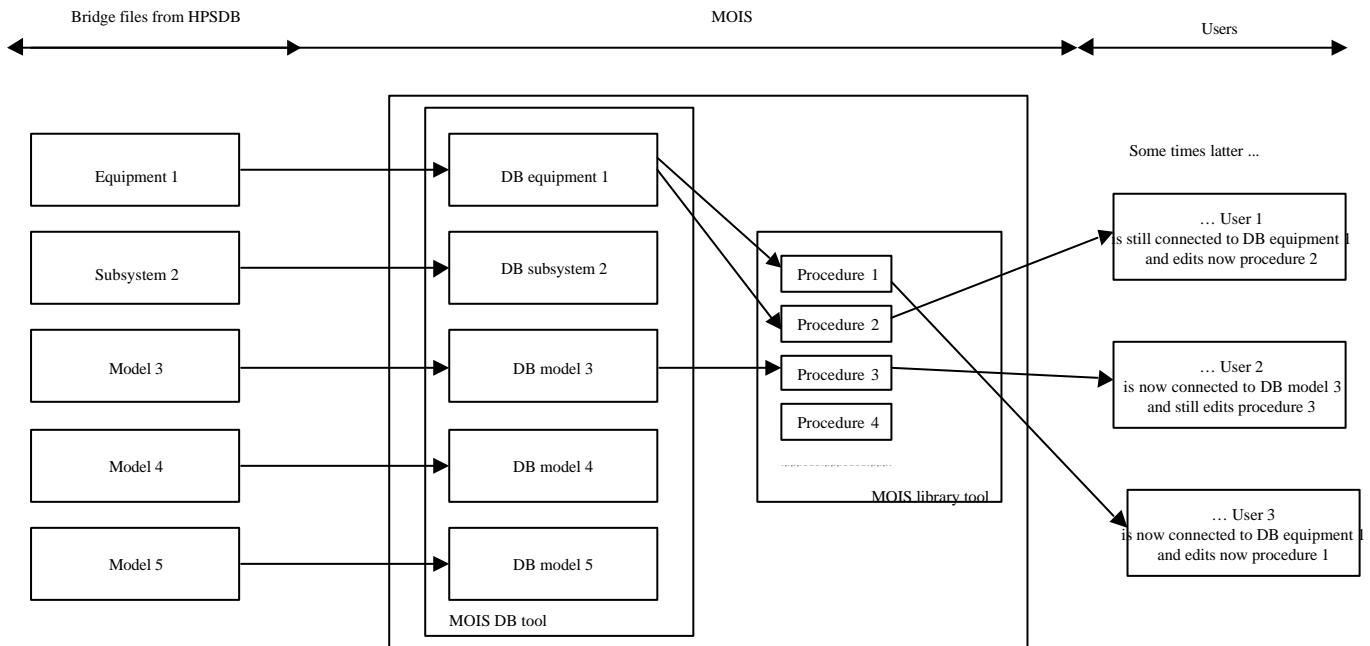 Bridge files from HPSDB
MOIS
Users
Equipment 1
Subsystem 2
Model 3
Model 4
Model 5
DB equipment 1
DB subsystem 2
DB model 3
DB model 4
DB model 5
MOIS DB tool
Procedure 1
Procedure 2
Procedure 3
Procedure 4
MOIS library tool
Some times latter ...
… User 1
is still connected to DB equipment 1
and edits now procedure 2
… User 2
is now connected to DB model 3
and still edits procedure 3
… User 3
is now connected to DB equipment 1
and edits now procedure 1